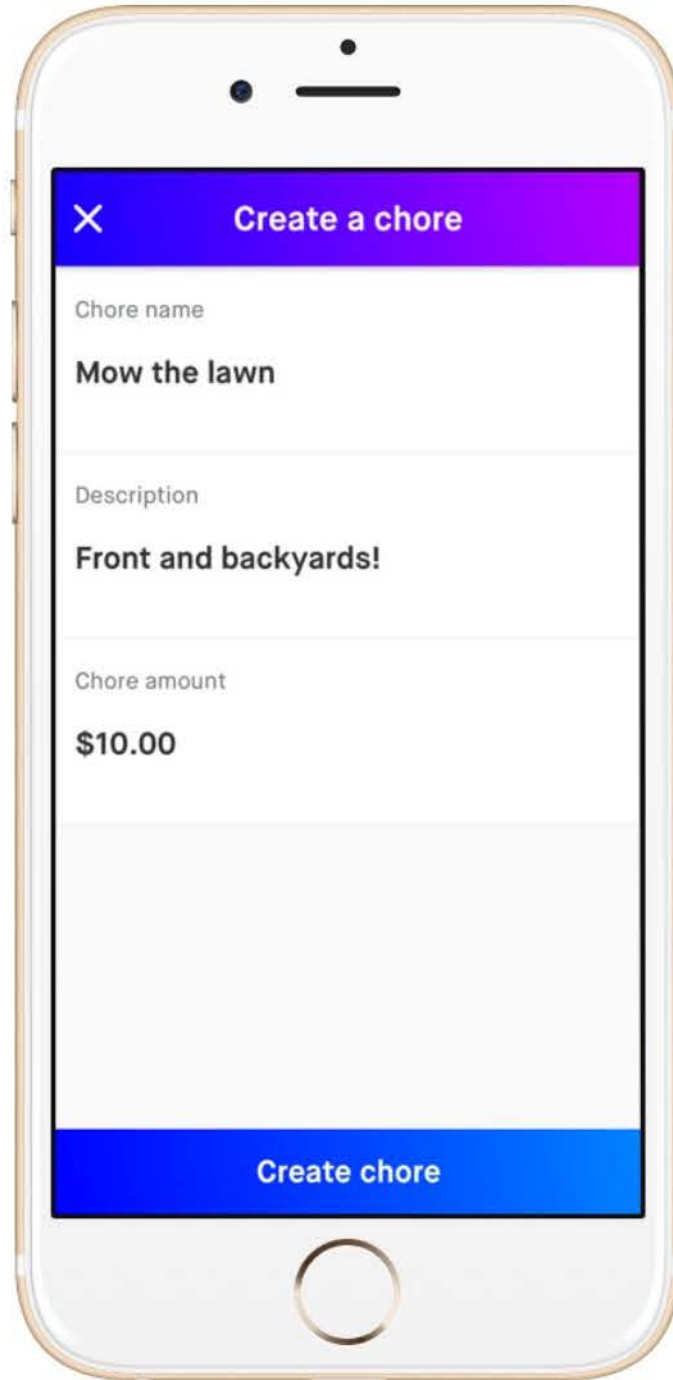 Create a chore
Chore name
Mow the lawn
Description
Front and backyards!
Chore amount
$10.00
Create chore